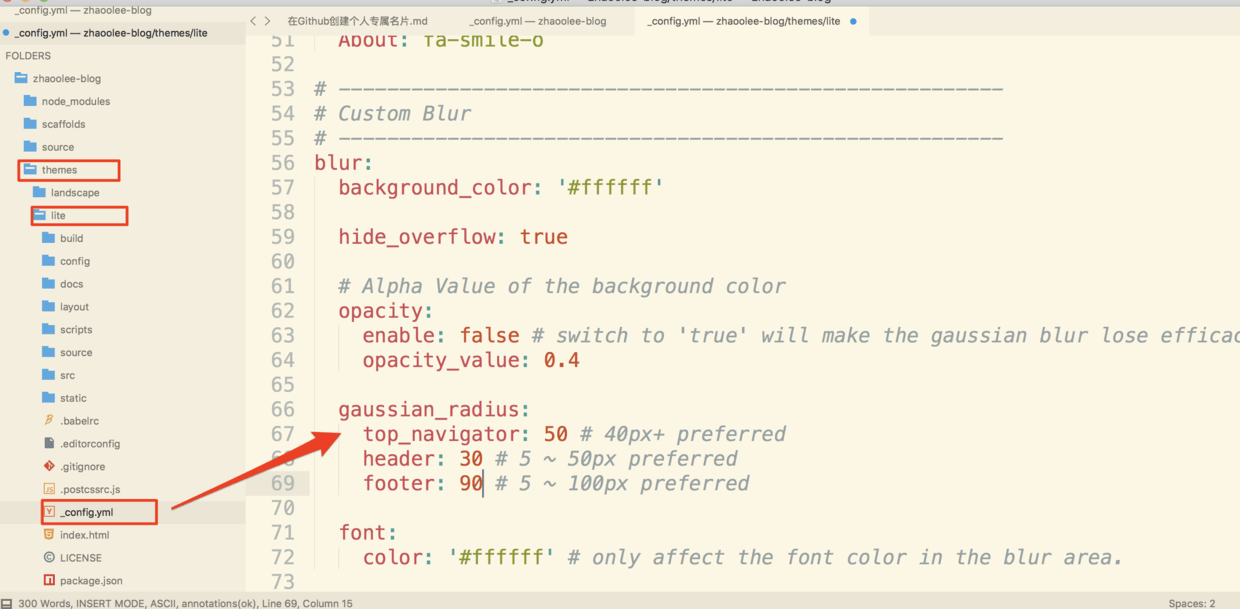 _config.yml — zhaoolee-blog
_config.yml — zhaoolee-blog/themes/lite
FOLDERS
zhaoolee-blog
node_modules
scaffolds
source
themes
landscape
lite
build
config
docs
layout
scripts
source
src
static
.babelrc
.editorconfig
.gitignore
.postcssrc.js
_config.yml
index.html
LICENSE
package.json
在Github创建个人专属名片.md
_config.yml — zhaoolee-blog
_config.yml — zhaoolee-blog/themes/lite
51 About: fa-smile-o
52
53 # --------------------------------------------------------
54 # Custom Blur
55 # --------------------------------------------------------
56 blur:
57 background_color: '#ffffff'
58
59 hide_overflow: true
60
61 # Alpha Value of the background color
62 opacity:
63 enable: false # switch to 'true' will make the gaussian blur lose efficac
64 opacity_value: 0.4
65
66 gaussian_radius:
67 top_navigator: 50 # 40px+ preferred
68 header: 30 # 5 ~ 50px preferred
69 footer: 90 # 5 ~ 100px preferred
70
71 font:
72 color: '#ffffff' # only affect the font color in the blur area.
73
300 Words, INSERT MODE, ASCII, annotations(ok), Line 69, Column 15
Spaces: 2